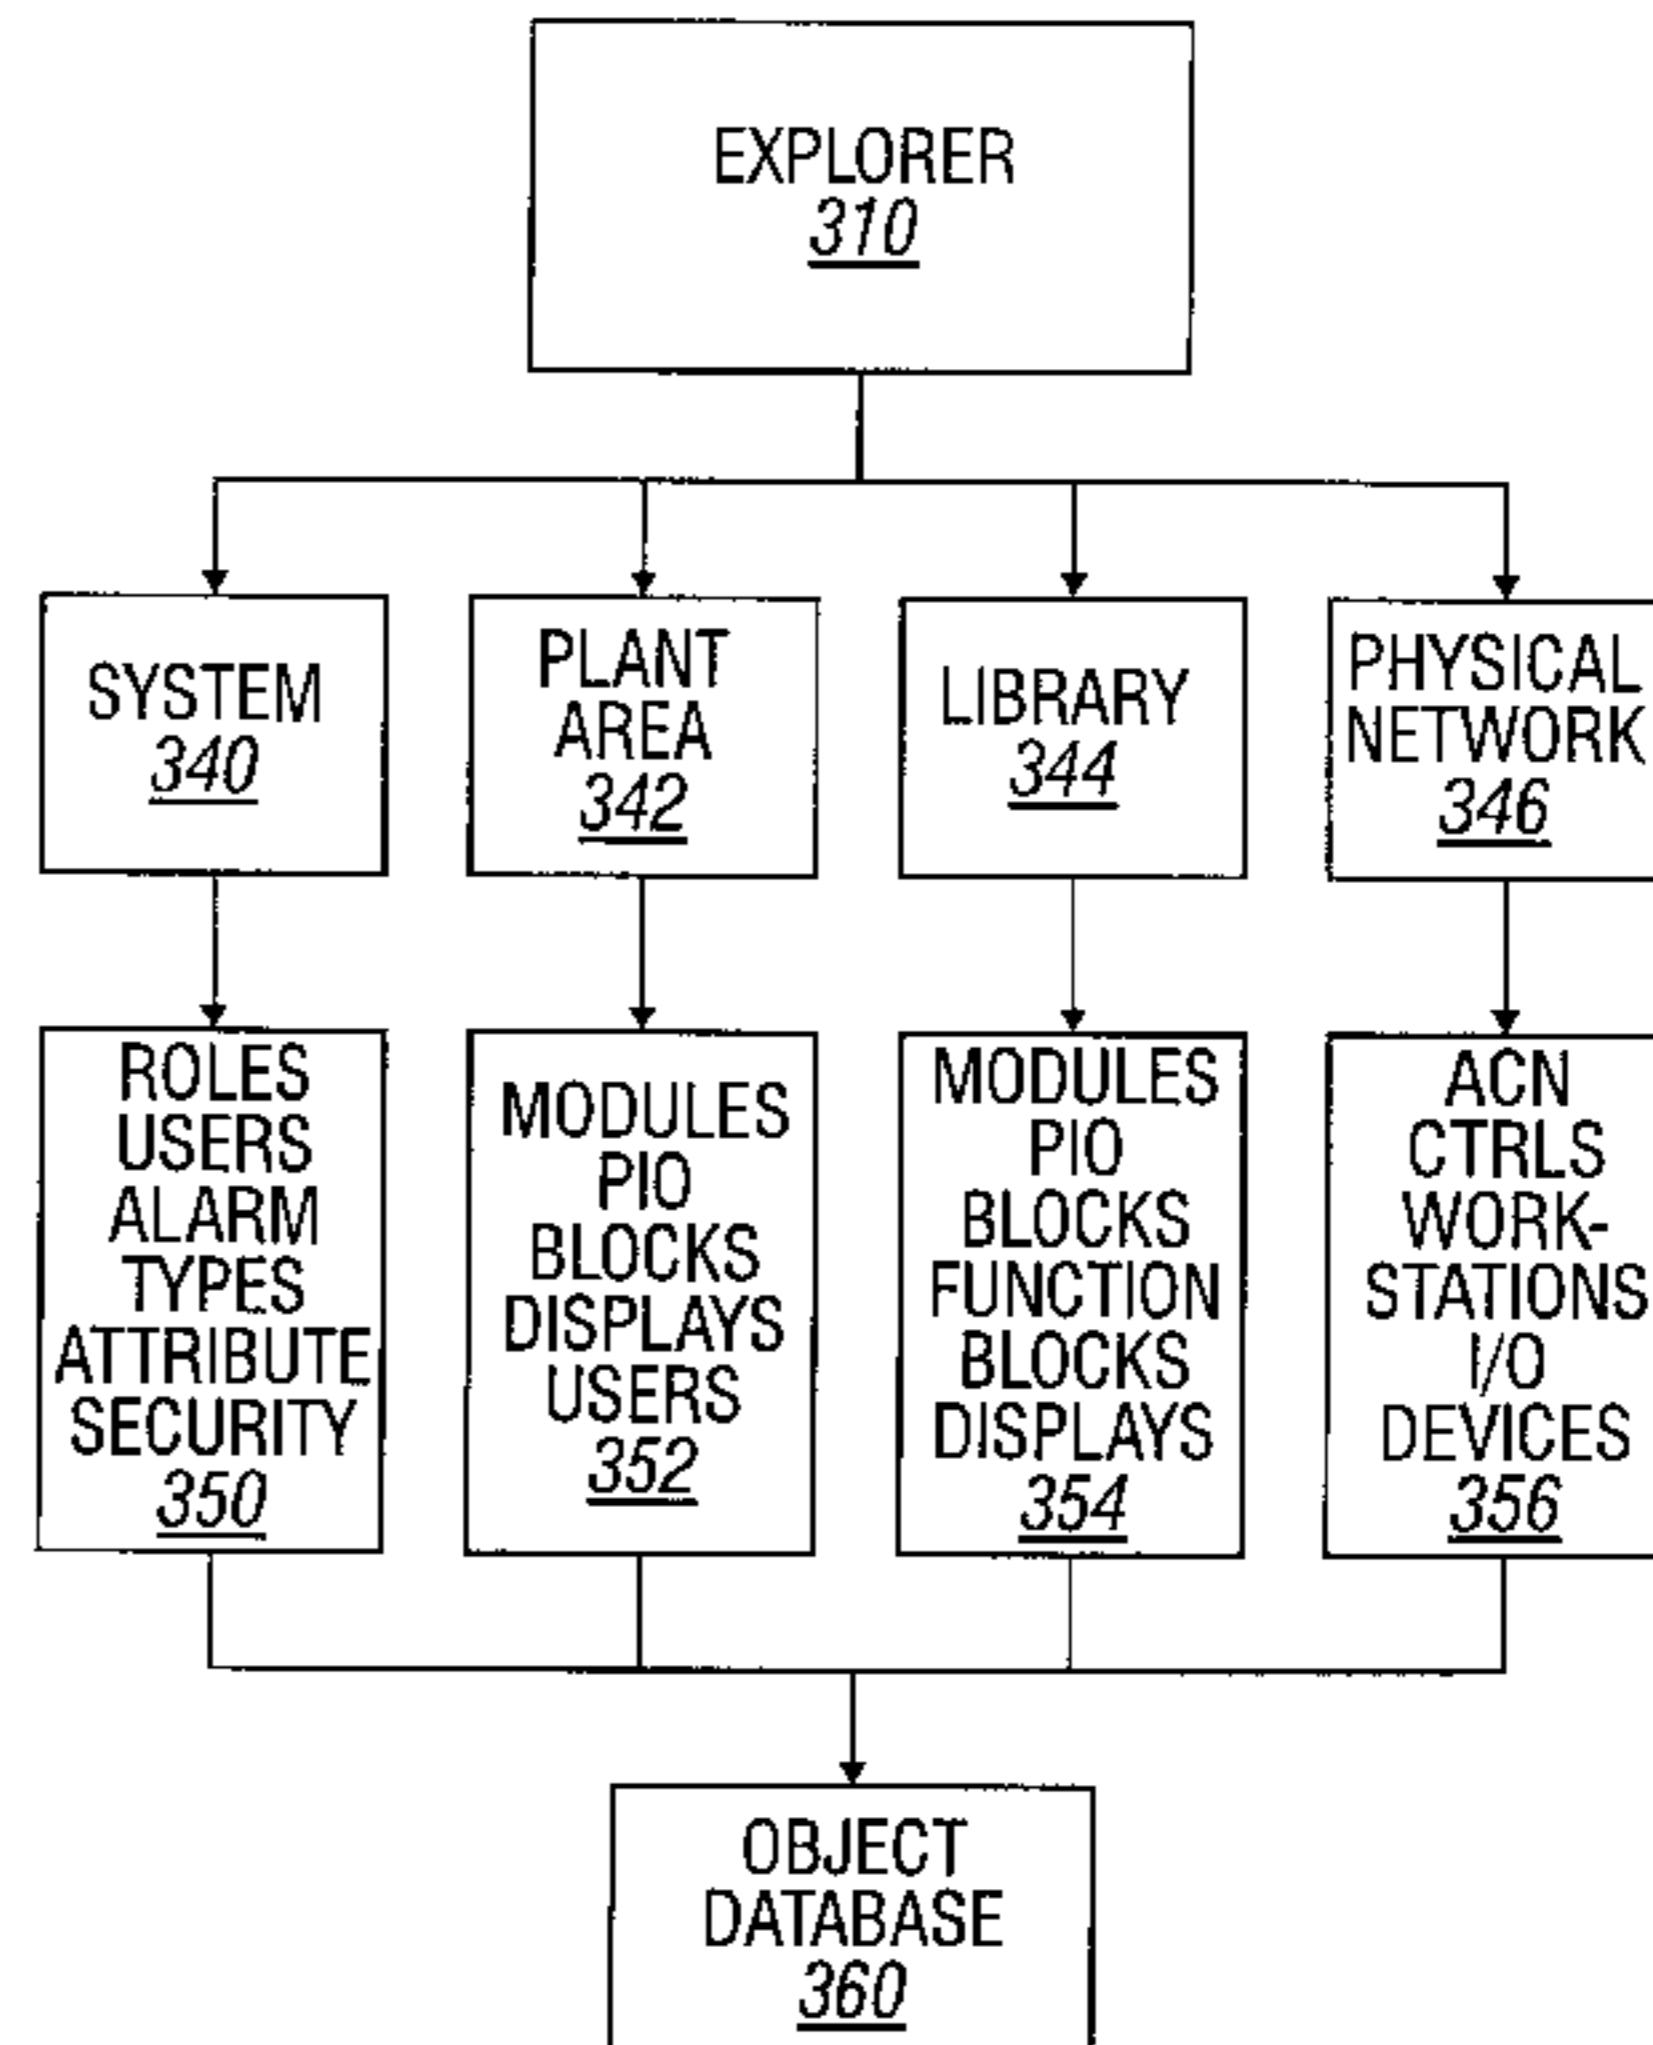 EXPLORER
310
SYSTEM
340
PLANT
AREA
342
LIBRARY
344
PHYSICAL
NETWORK
346
ROLES
USERS
ALARM
TYPES
ATTRIBUTE
SECURITY
350
MODULES
PIO
BLOCKS
DISPLAYS
USERS
352
MODULES
PIO
BLOCKS
FUNCTION
BLOCKS
DISPLAYS
354
ACN
CTRLS
WORK-
STATIONS
I/O
DEVICES
356
OBJECT
DATABASE
360